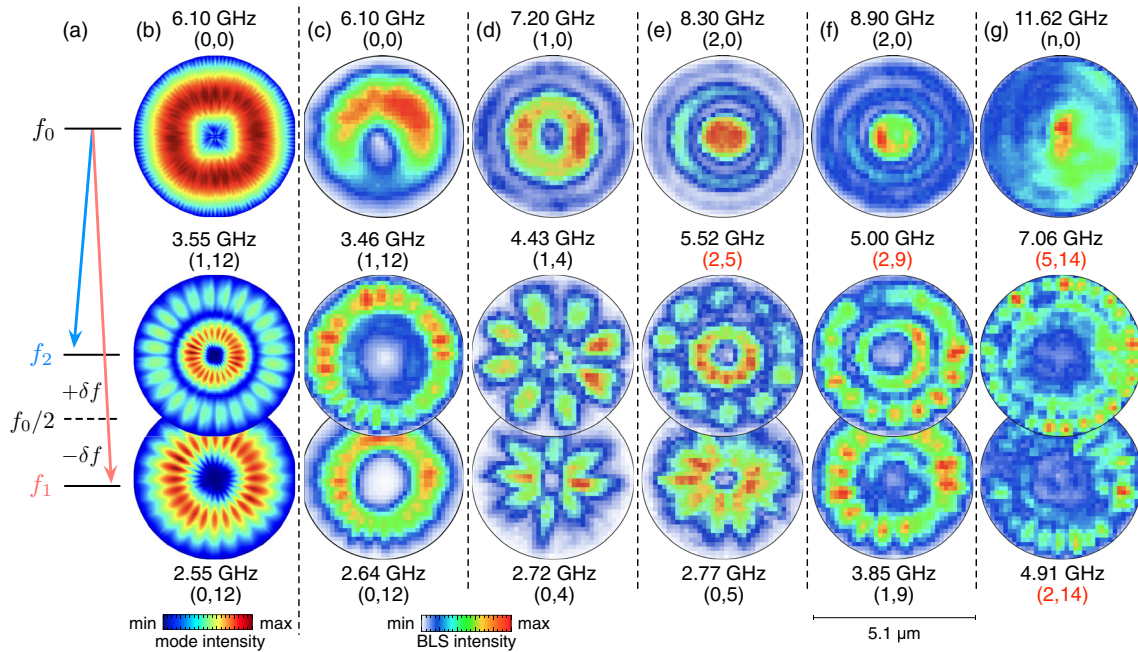 (a)
(b)
6.10 GHz
(0,0)
(c)
6.10 GHz
(0,0)
(d)
7.20 GHz
(1,0)
(e)
8.30 GHz
(2,0)
(f)
8.90 GHz
(2,0)
(g)
11.62 GHz
(n,0)
f₀
3.55 GHz
(1,12)
3.46 GHz
(1,12)
4.43 GHz
(1,4)
5.52 GHz
(2,5)
5.00 GHz
(2,9)
7.06 GHz
(5,14)
f₂
+δf
f₀/2
−δf
f₁
2.55 GHz
(0,12)
2.64 GHz
(0,12)
2.72 GHz
(0,4)
2.77 GHz
(0,5)
3.85 GHz
(1,9)
4.91 GHz
(2,14)
min max
mode intensity
min max
BLS intensity
5.1 µm